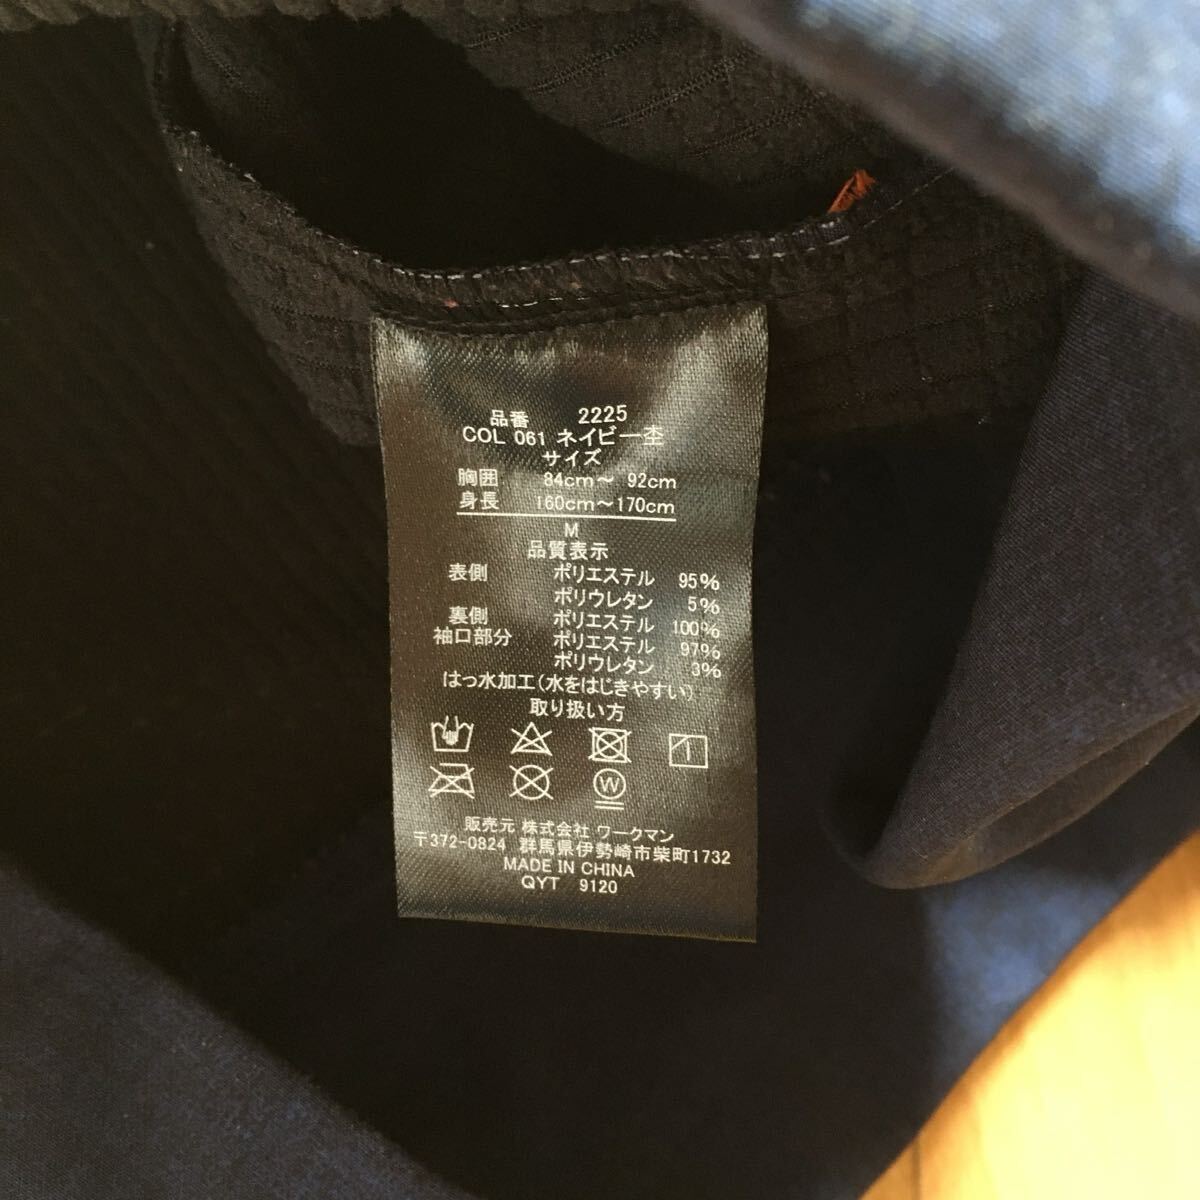 品番 2225
COL 061 ネイビー杢
サイズ
胸囲 84cm～ 92cm
身長 160cm～170cm
M
品質表示
表側 ポリエステル 95%
ポリウレタン 5%
裏側 ポリエステル 100%
袖口部分 ポリエステル 97%
ポリウレタン 3%
はっ水加工(水をはじきやすい)
取り扱い方
W
販売元 株式会社 ワークマン
〒372-0824 群馬県伊勢崎市柴町1732
MADE IN CHINA
QYT 9120